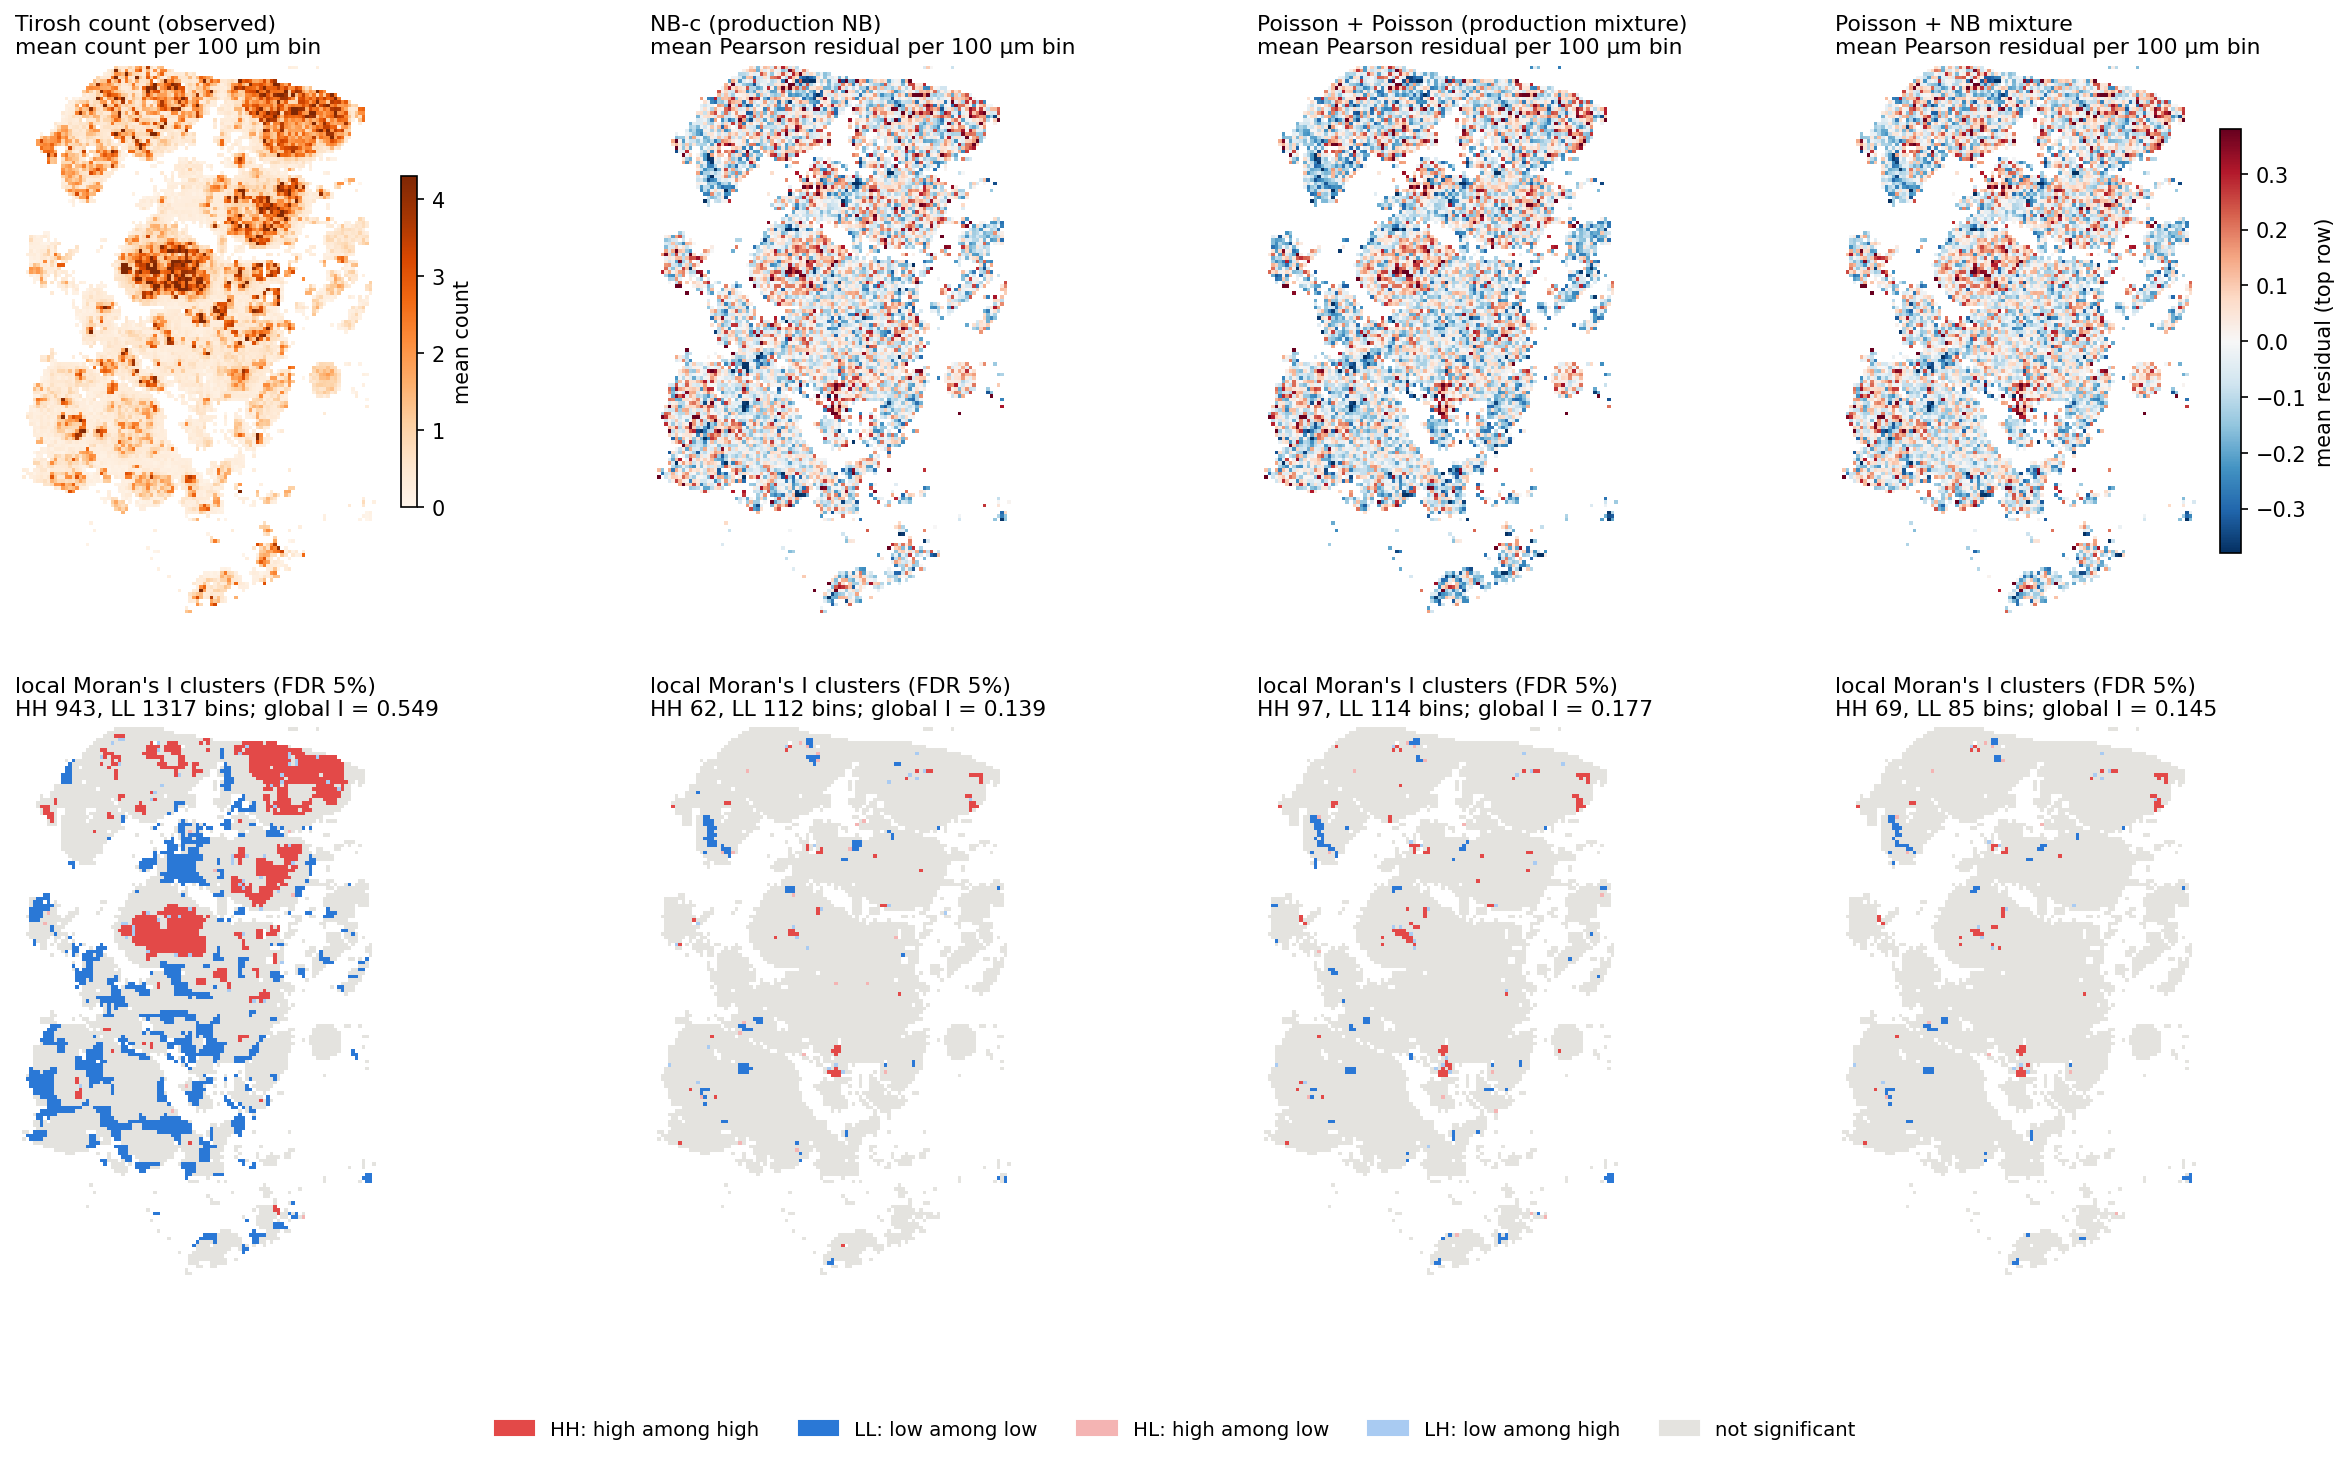 Tirosh count (observed)
mean count per 100 µm bin
NB-c (production NB)
mean Pearson residual per 100 µm bin
Poisson + Poisson (production mixture)
mean Pearson residual per 100 µm bin
Poisson + NB mixture
mean Pearson residual per 100 µm bin
4
3
2
1
0
mean count
0.3
0.2
0.1
0.0
−0.1
−0.2
−0.3
mean residual (top row)
local Moran's I clusters (FDR 5%)
HH 943, LL 1317 bins; global I = 0.549
local Moran's I clusters (FDR 5%)
HH 62, LL 112 bins; global I = 0.139
local Moran's I clusters (FDR 5%)
HH 97, LL 114 bins; global I = 0.177
local Moran's I clusters (FDR 5%)
HH 69, LL 85 bins; global I = 0.145
HH: high among high
LL: low among low
HL: high among low
LH: low among high
not significant